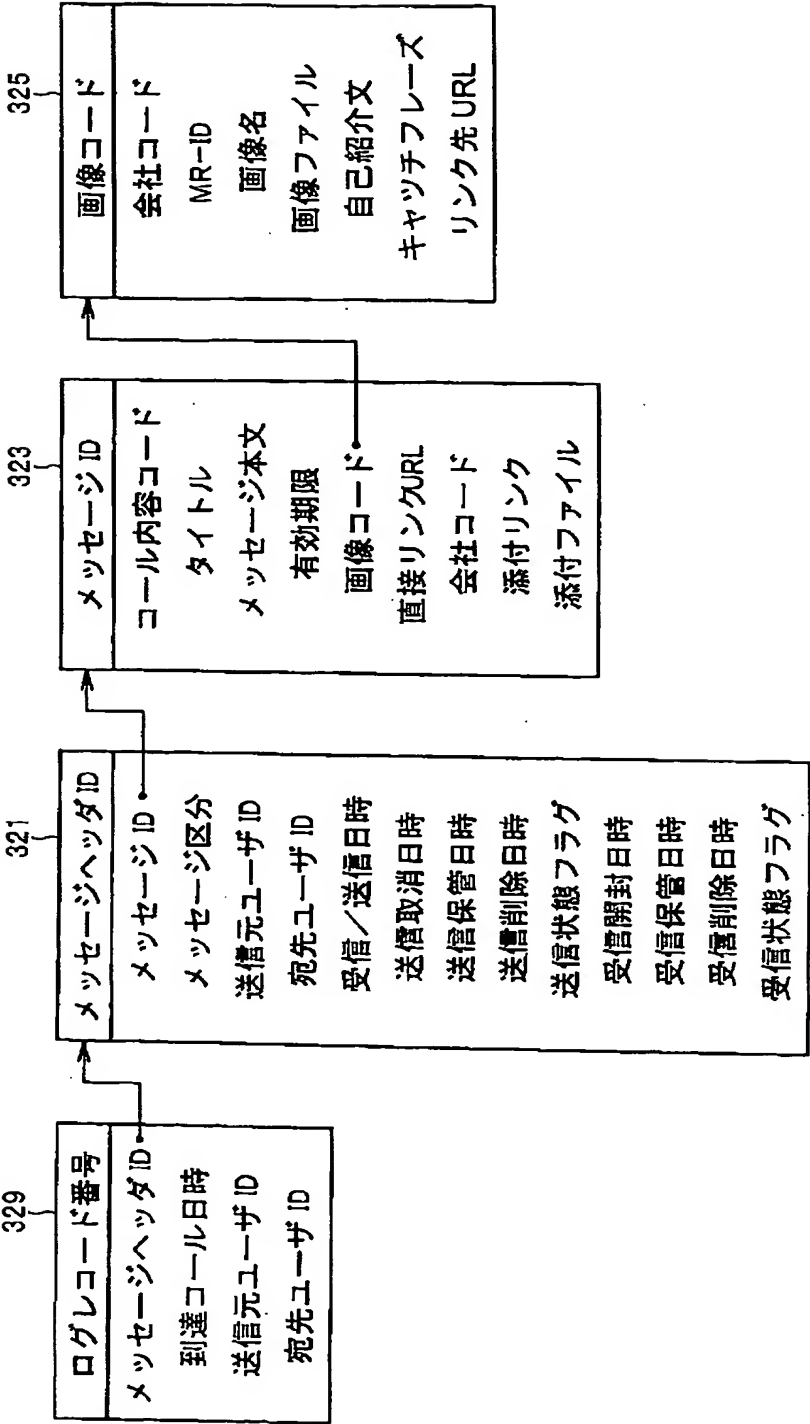 329
ログレコード番号
メッセージヘッダID
到達コール日時
送信元ユーザID
宛先ユーザID
321
メッセージヘッダID
メッセージID
メッセージ区分
送信元ユーザID
宛先ユーザID
受信／送信日時
送信取消日時
送信保管日時
送信削除日時
送信状態フラグ
受信開封日時
受信保管日時
受信削除日時
受信状態フラグ
323
メッセージID
コール内容コード
タイトル
メッセージ本文
有効期限
画像コード
直接リンクURL
会社コード
添付リンク
添付ファイル
325
画像コード
会社コード
MR-ID
画像名
画像ファイル
自己紹介文
キャッチフレーズ
リンク先URL